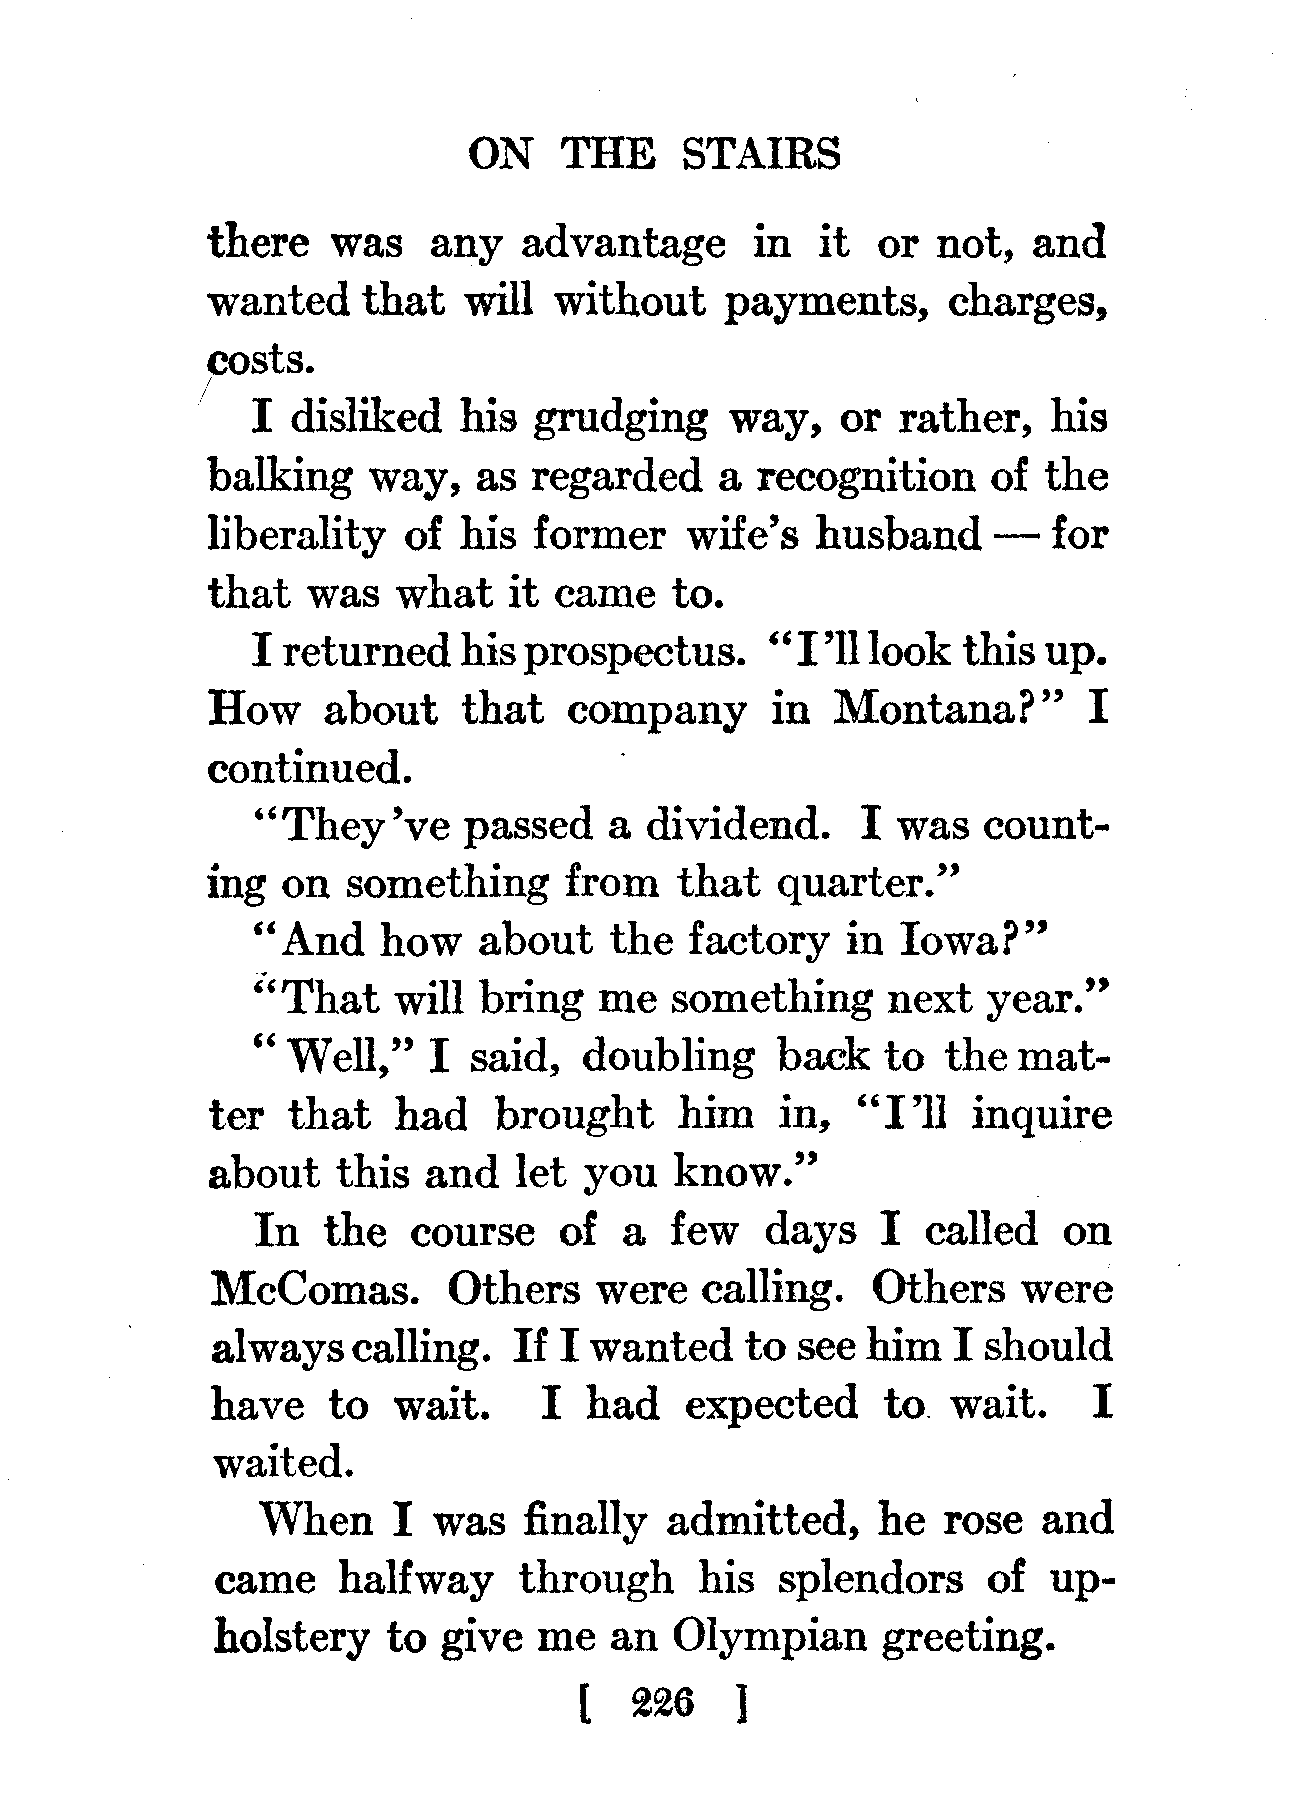 ON THE STAIRS
there was any advantage in it or not, and
wanted that will without payments, charges,
costs.
I disliked his grudging way, or rather, his
balking way, as regarded a recognition of the
liberality of his former wife's husband — for
that was what it came to.
I returned his prospectus. "I'll look this up.
How about that company in Montana?" I
continued.
"They've passed a dividend. I was count-
ing on something from that quarter."
"And how about the factory in Iowa?"
"That will bring me something next year."
"Well," I said, doubling back to the mat-
ter that had brought him in, "I'll inquire
about this and let you know."
In the course of a few days I called on
McComas. Others were calling. Others were
always calling. If I wanted to see him I should
have to wait. I had expected to wait. I
waited.
When I was finally admitted, he rose and
came halfway through his splendors of up-
holstery to give me an Olympian greeting.
[ 226 ]